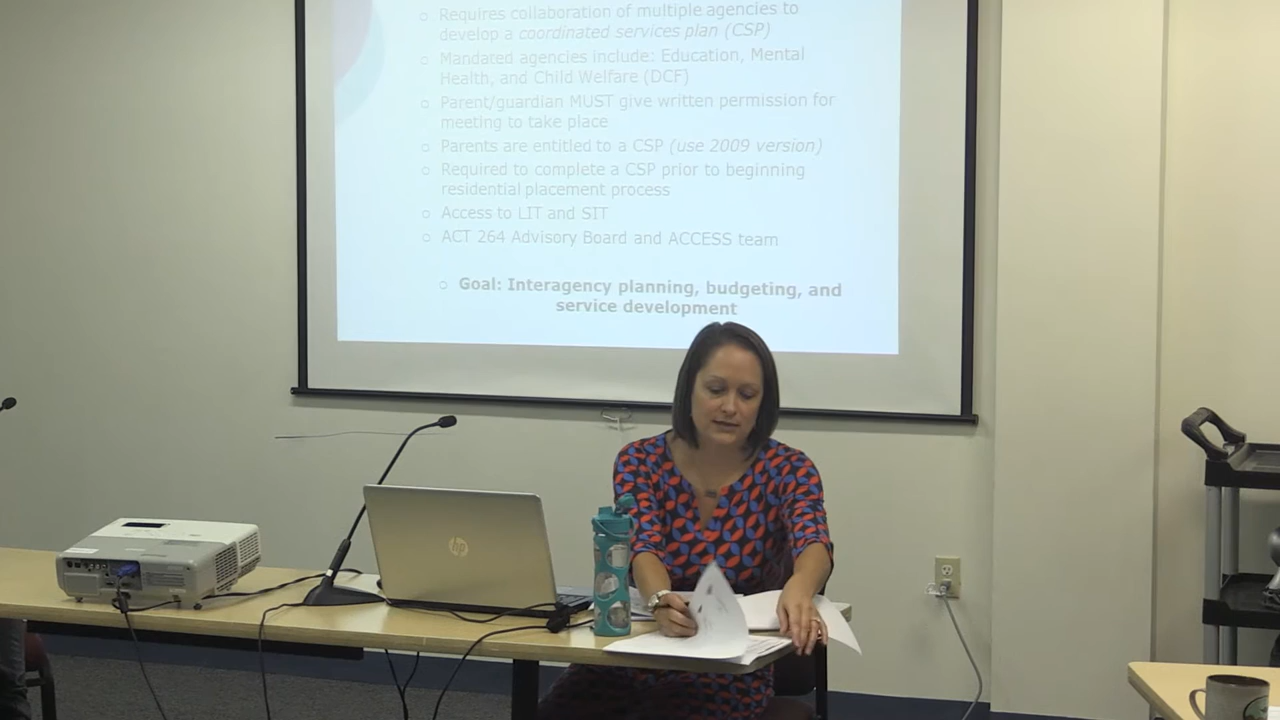 ○ Requires collaboration of multiple agencies to
develop a coordinated services plan (CSP)
○ Mandated agencies include: Education, Mental
Health, and Child Welfare (DCF)
○ Parent/guardian MUST give written permission for
meeting to take place
○ Parents are entitled to a CSP (use 2009 version)
○ Required to complete a CSP prior to beginning
residential placement process
○ Access to LIT and SIT
○ ACT 264 Advisory Board and ACCESS team
○ Goal: Interagency planning, budgeting, and
service development
hp